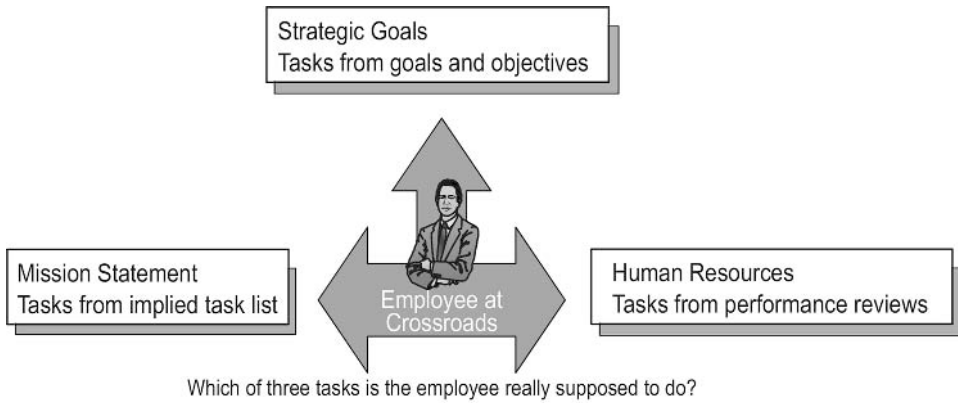 Strategic Goals
Tasks from goals and objectives
Mission Statement
Tasks from implied task list
Employee at
Crossroads
Human Resources
Tasks from performance reviews
Which of three tasks is the employee really supposed to do?